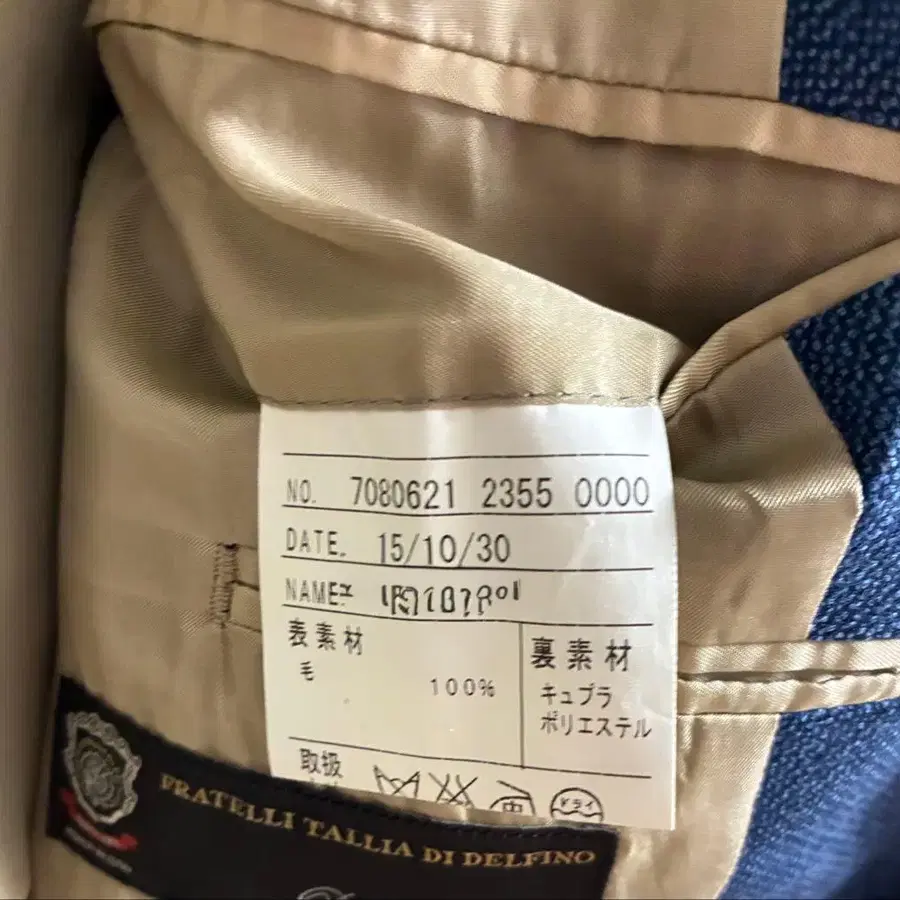 NO. 7080621 2355 0000
DATE. 15/10/30
NAME
表素材
毛 100%
裏素材
キュプラ
ポリエステル
取扱
中
ドライ
FRATELLI TALLIA DI DELFINO